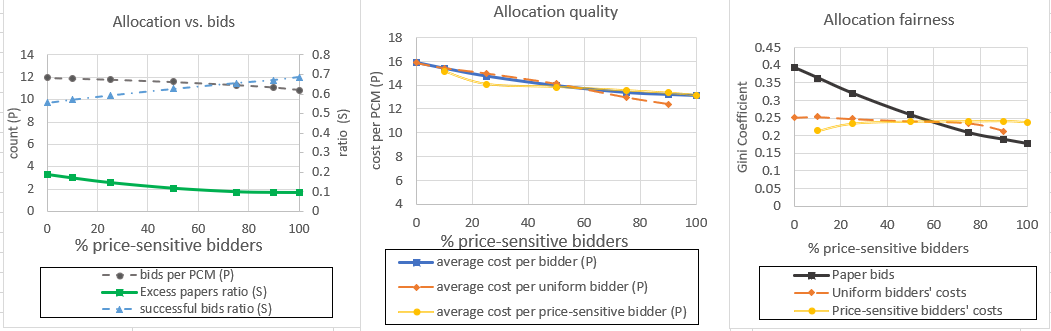 Allocation vs. bids
14
12
10
8
6
4
2
0
0.8
0.7
0.6
0.5
0.4
0.3
0.2
0.1
0
count (P)
ratio (S)
0 20 40 60 80 100
% price-sensitive bidders
bids per PCM (P)
Excess papers ratio (S)
successful bids ratio (S)
Allocation quality
18
16
14
12
10
8
6
4
cost per PCM (P)
0 20 40 60 80 100
% price-sensitive bidders
average cost per bidder (P)
average cost per uniform bidder (P)
average cost per price-sensitive bidder (P)
Allocation fairness
0.45
0.4
0.35
0.3
0.25
0.2
0.15
0.1
0.05
0
Gini Coefficient
0 20 40 60 80 100
% price-sensitive bidders
Paper bids
Uniform bidders' costs
Price-sensitive bidders' costs